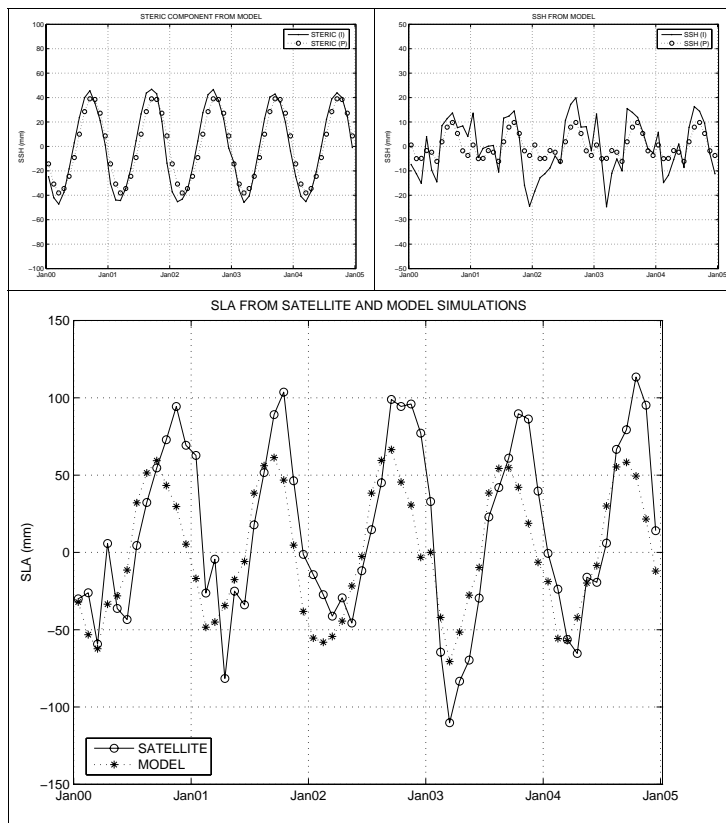 STERIC COMPONENT FROM MODEL
100
80
60
40
20
0
−20
−40
−60
−80
−100
SSH (mm)
Jan00 Jan01 Jan02 Jan03 Jan04 Jan05
STERIC (I)
STERIC (P)
SSH FROM MODEL
50
40
30
20
10
0
−10
−20
−30
−40
−50
SSH (mm)
Jan00 Jan01 Jan02 Jan03 Jan04 Jan05
SSH (I)
SSH (P)
SLA FROM SATELLITE AND MODEL SIMULATIONS
150
100
50
0
−50
−100
−150
SLA (mm)
SATELLITE
MODEL
Jan00 Jan01 Jan02 Jan03 Jan04 Jan05